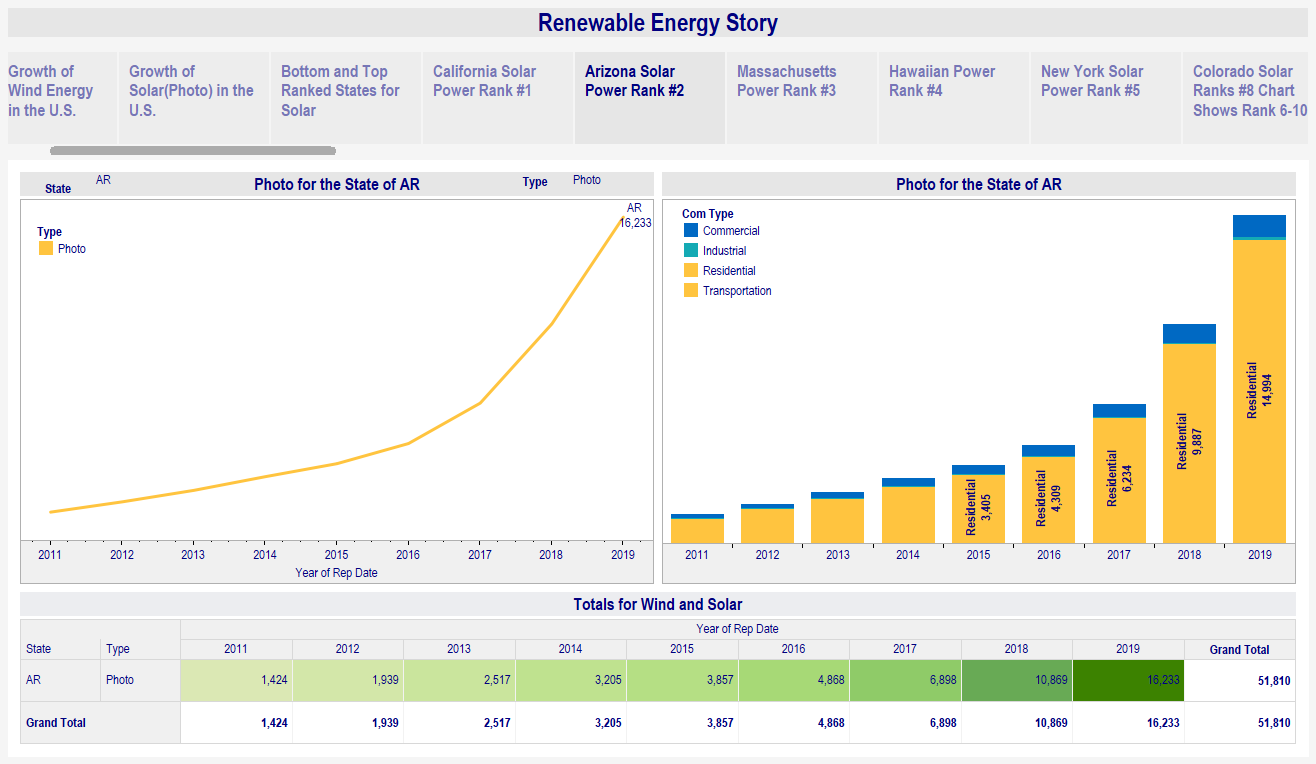 Renewable Energy Story
Growth of
Wind Energy
in the U.S.
Growth of
Solar(Photo) in the
U.S.
Bottom and Top
Ranked States for
Solar
California Solar
Power Rank #1
Arizona Solar
Power Rank #2
Massachusetts
Power Rank #3
Hawaiian Power
Rank #4
New York Solar
Power Rank #5
Colorado Solar
Ranks #8 Chart
Shows Rank 6-10
State AR Photo for the State of AR Type Photo
AR
16,233
Type
Photo
2011 2012 2013 2014 2015 2016 2017 2018 2019
Year of Rep Date
Photo for the State of AR
Com Type
Commercial
Industrial
Residential
Transportation
Residential
3,405
Residential
4,309
Residential
6,234
Residential
9,887
Residential
14,994
2011 2012 2013 2014 2015 2016 2017 2018 2019
Totals for Wind and Solar
Year of Rep Date
State Type 2011 2012 2013 2014 2015 2016 2017 2018 2019 Grand Total
AR Photo 1,424 1,939 2,517 3,205 3,857 4,868 6,898 10,869 16,233 51,810
Grand Total 1,424 1,939 2,517 3,205 3,857 4,868 6,898 10,869 16,233 51,810